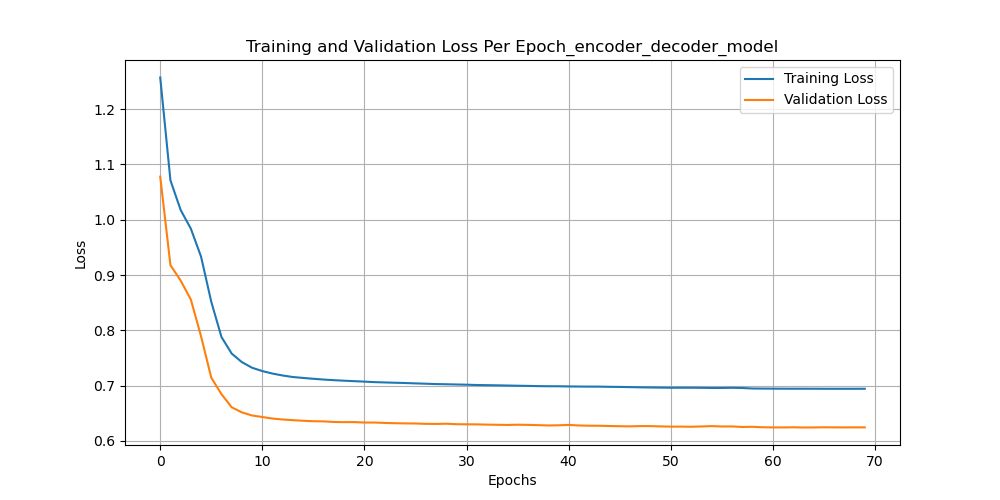 Training and Validation Loss Per Epoch_encoder_decoder_model
Training Loss
Validation Loss
1.2
1.1
1.0
0.9
0.8
0.7
0.6
Loss
0 10 20 30 40 50 60 70
Epochs